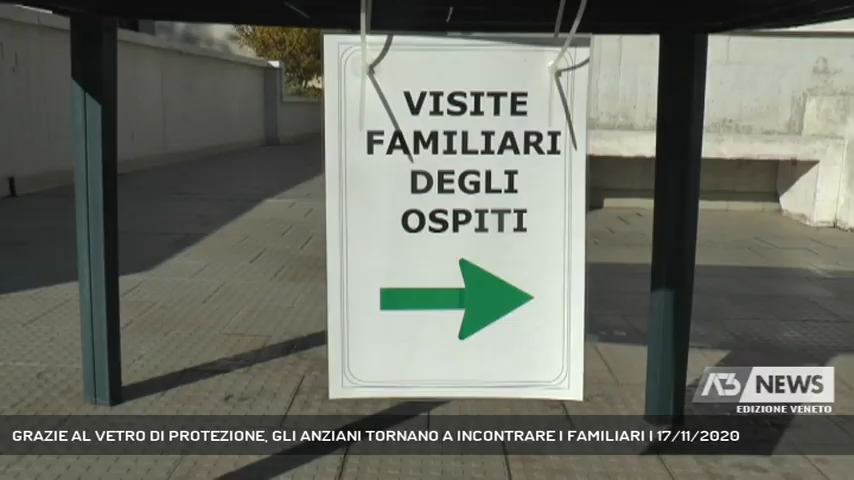 VISITE
FAMILIARI
DEGLI
OSPITI
A3 NEWS
EDIZIONE VENETO
GRAZIE AL VETRO DI PROTEZIONE, GLI ANZIANI TORNANO A INCONTRARE I FAMILIARI | 17/11/2020